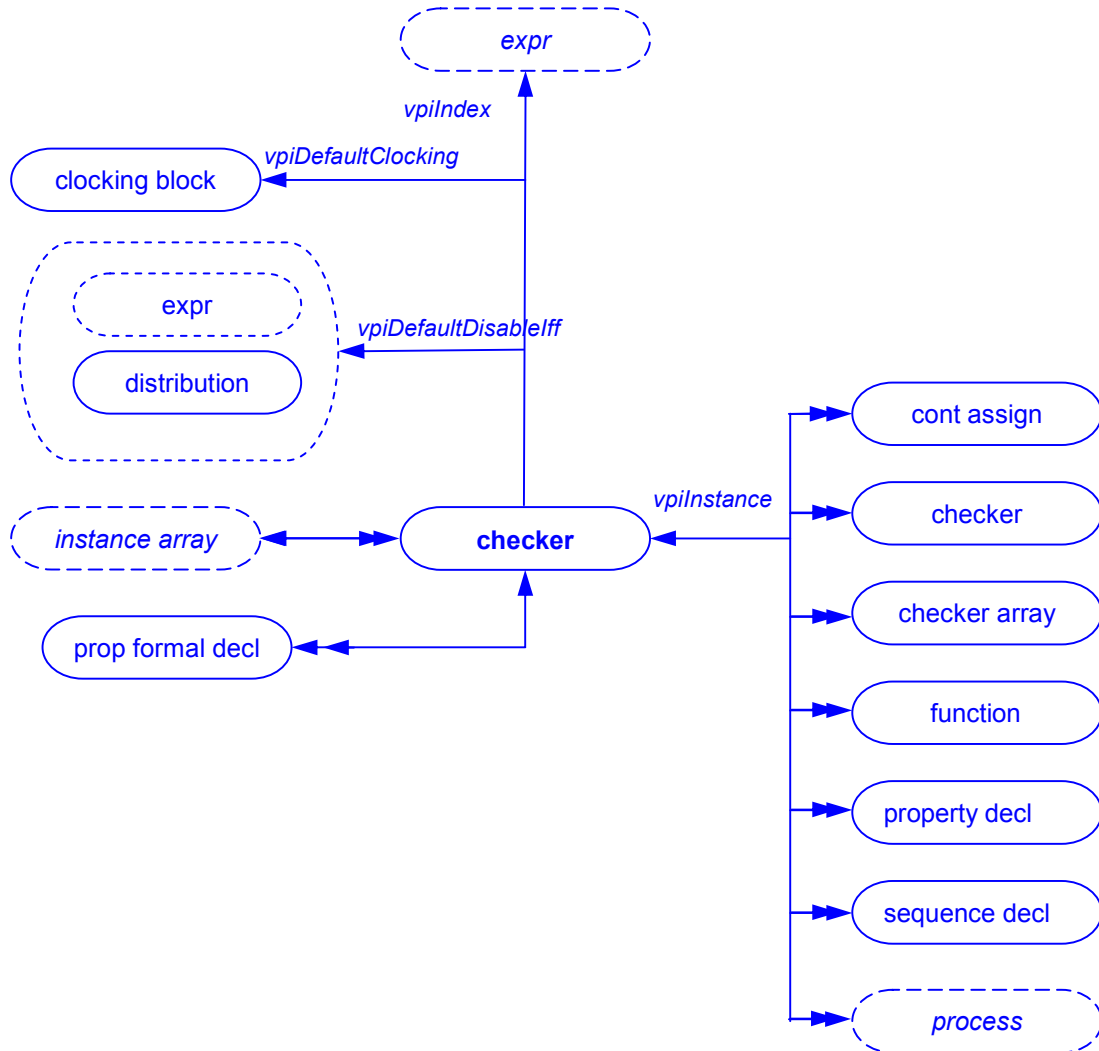 expr
vpiIndex
vpiDefaultClocking
clocking block
expr
vpiDefaultDisableIff
distribution
cont assign
vpiInstance
checker
instance array
checker
checker array
prop formal decl
function
property decl
sequence decl
process